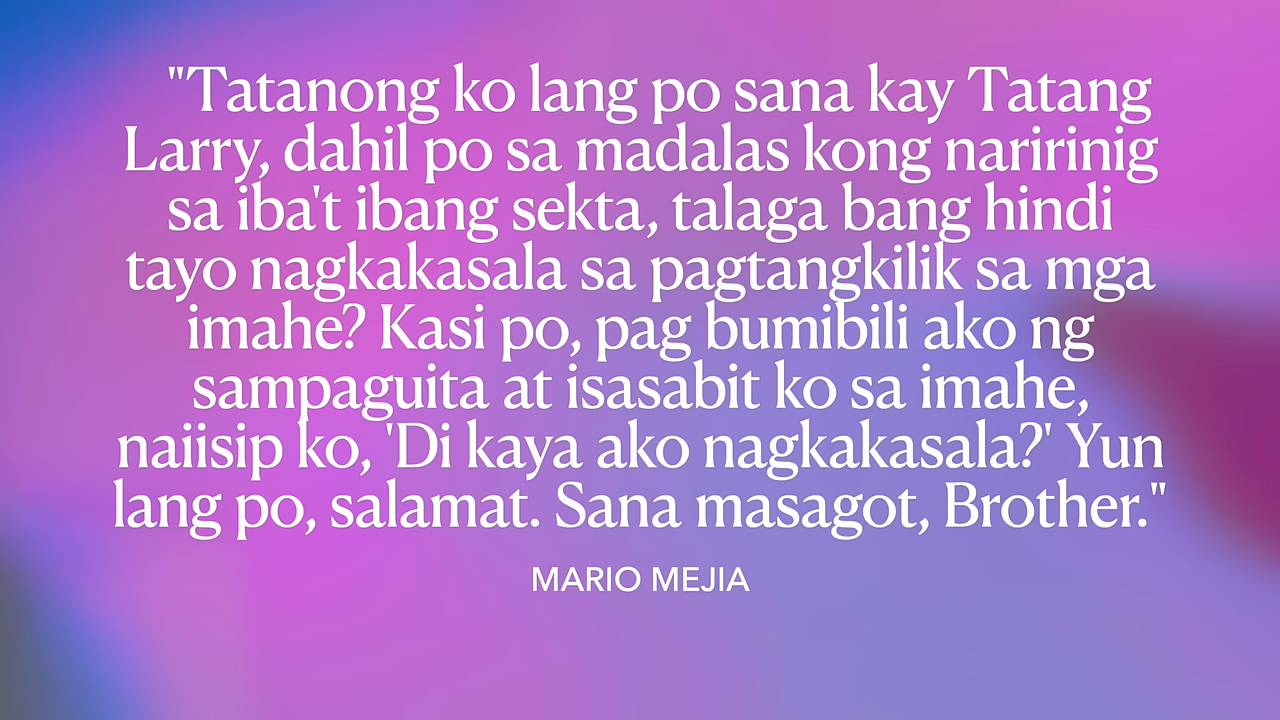 "Tatanong ko lang po sana kay Tatang
Larry, dahil po sa madalas kong naririnig
sa iba't ibang sekta, talaga bang hindi
tayo nagkakasala sa pagtangkilik sa mga
imahe? Kasi po, pag bumibili ako ng
sampaguita at isasabit ko sa imahe,
naiisip ko, 'Di kaya ako nagkakasala?' Yun
lang po, salamat. Sana masagot, Brother."
MARIO MEJIA